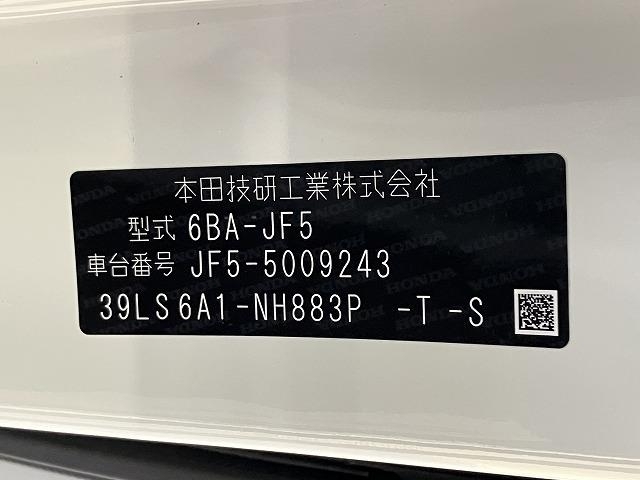 本田技研工業株式会社
型式 6BA-JF5
車台番号 JF5-5009243
39LS6A1-NH883P -T -S